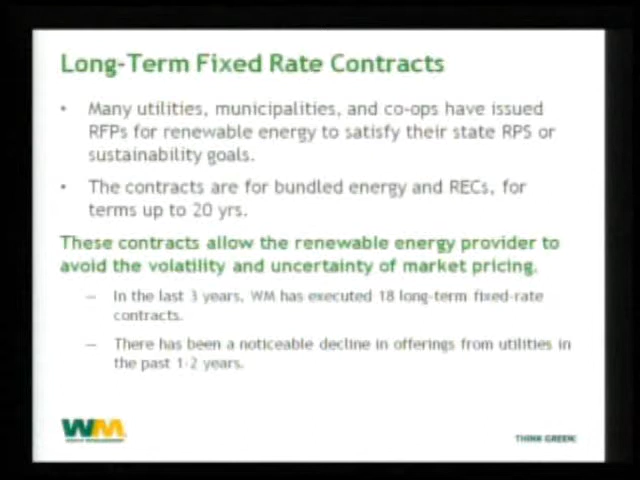 Long-Term Fixed Rate Contracts
• Many utilities, municipalities, and co-ops have issued
RFPs for renewable energy to satisfy their state RPS or
sustainability goals.
• The contracts are for bundled energy and RECs, for
terms up to 20 yrs.
These contracts allow the renewable energy provider to
avoid the volatility and uncertainty of market pricing.
– In the last 3 years, WM has executed 18 long-term fixed-rate
contracts.
– There has been a noticeable decline in offerings from utilities in
the past 1-2 years.
WM
THINK GREEN.